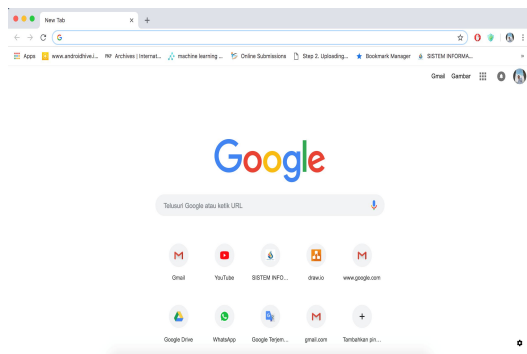 New Tab
G
Apps www.androidhive.i... Archives | Internat... machine learning ... Online Submissions Step 2. Uploading... Bookmark Manager SISTEM INFORMA... »
Gmail Gambar
Google
Telusuri Google atau ketik URL
Gmail YouTube SISTEM INFO... draw.io www.google.com
Google Drive WhatsApp Google Terjem... gmail.com Tambahkan pin...